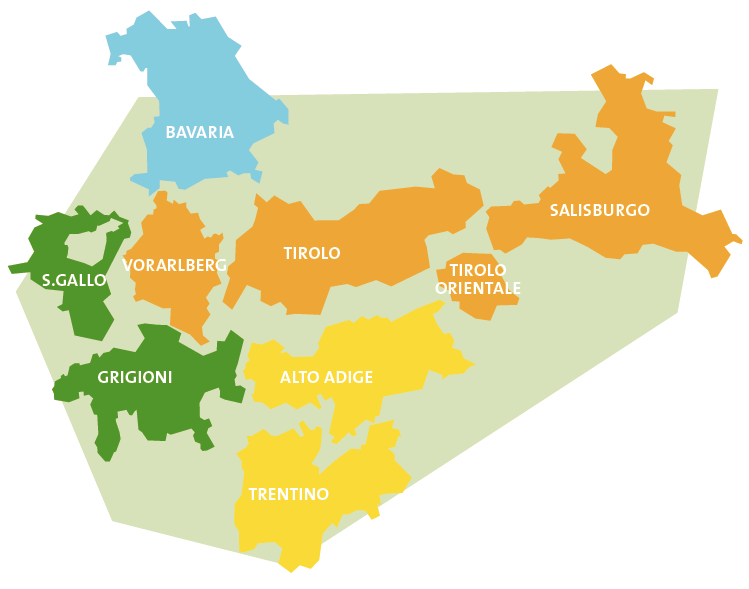 BAVARIA
SALISBURGO
TIROLO
VORARLBERG
S.GALLO
TIROLO
ORIENTALE
GRIGIONI
ALTO ADIGE
TRENTINO